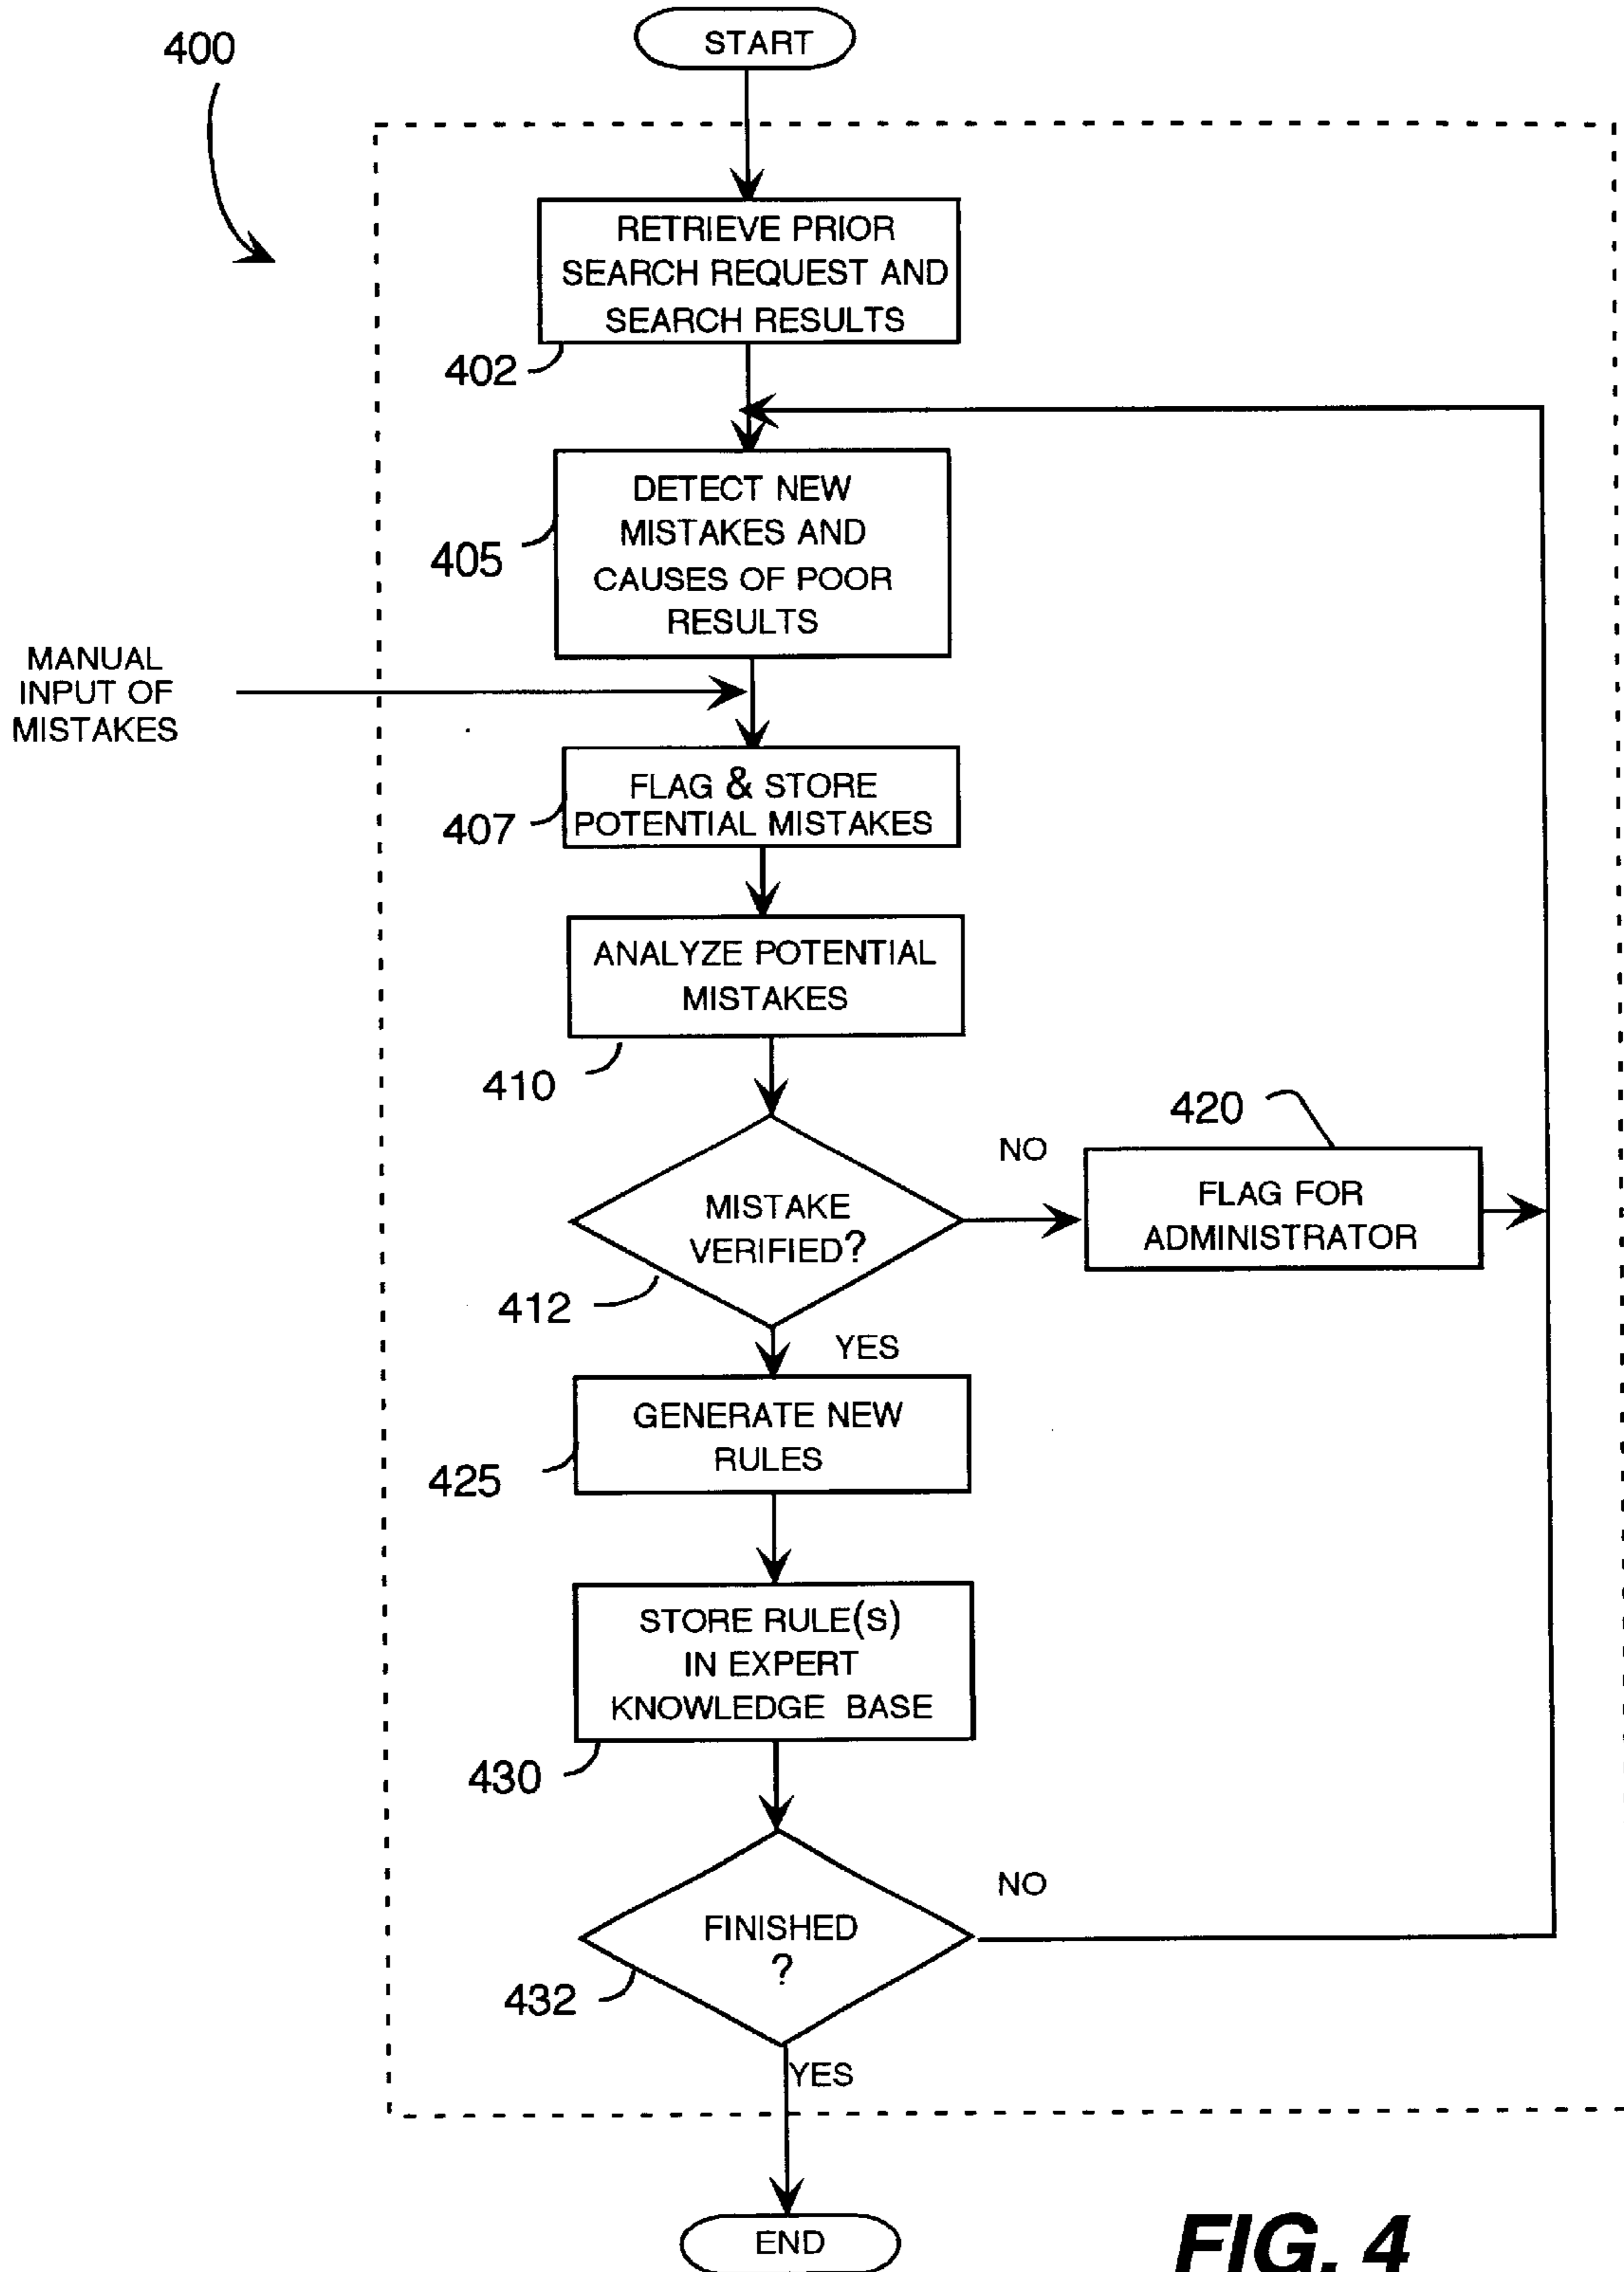 400
START
RETRIEVE PRIOR
SEARCH REQUEST AND
SEARCH RESULTS
402
DETECT NEW
MISTAKES AND
CAUSES OF POOR
RESULTS
405
MANUAL
INPUT OF
MISTAKES
FLAG & STORE
POTENTIAL MISTAKES
407
ANALYZE POTENTIAL
MISTAKES
410
MISTAKE
VERIFIED?
412
NO
420
FLAG FOR
ADMINISTRATOR
YES
GENERATE NEW
RULES
425
STORE RULE(S)
IN EXPERT
KNOWLEDGE BASE
430
FINISHED
?
432
NO
YES
END
FIG. 4